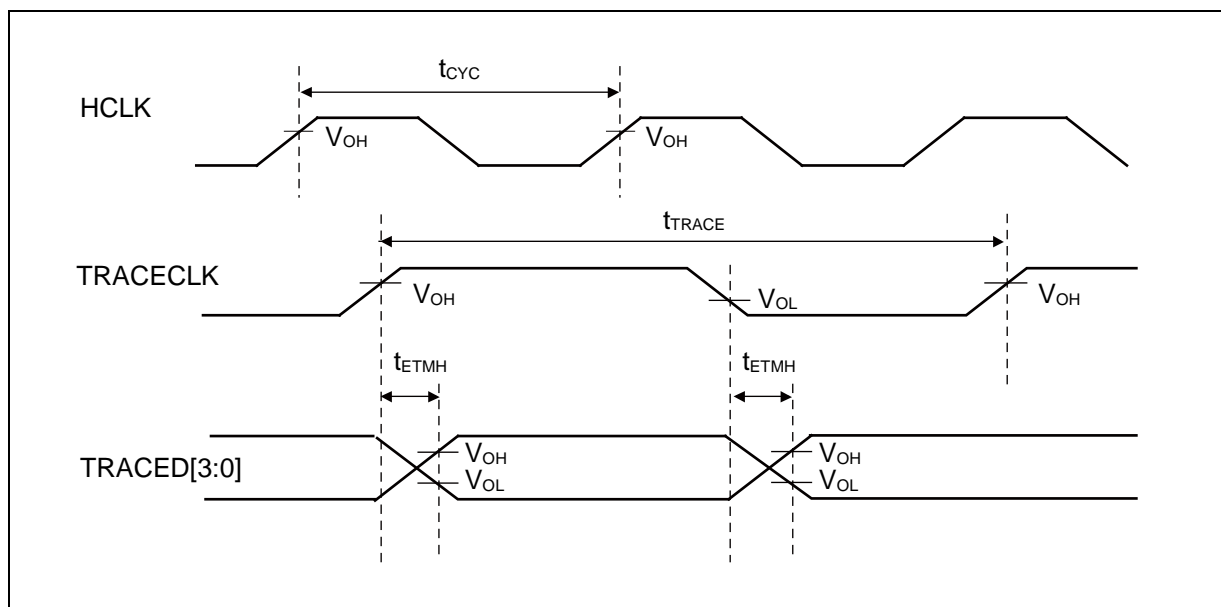 tCYC
HCLK
VOH
VOH
tTRACE
TRACECLK
VOH
VOL
VOH
tETMH
tETMH
TRACED[3:0]
VOH
VOH
VOL
VOL